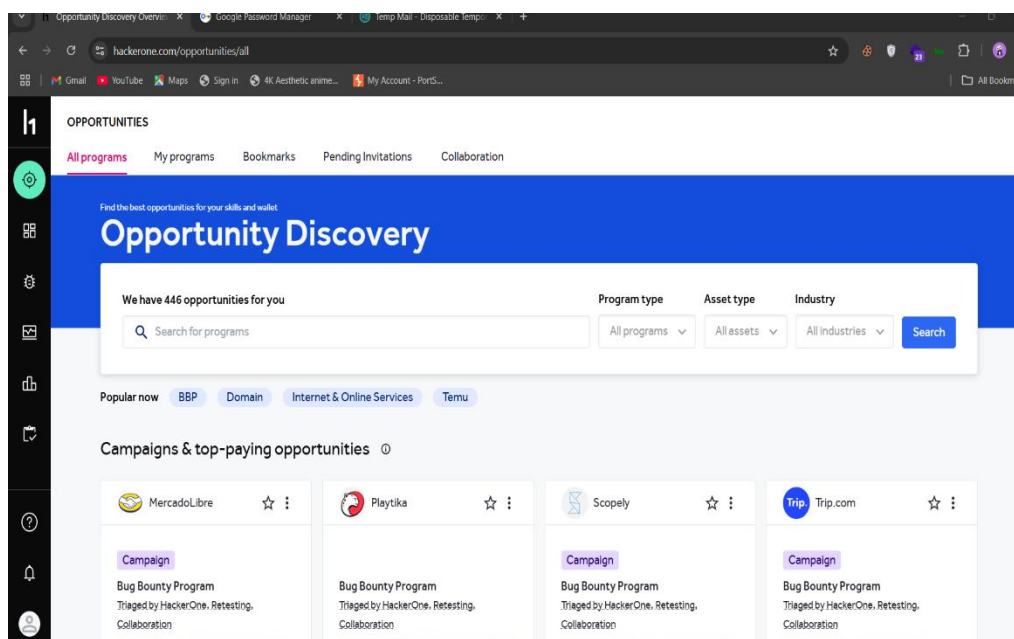 Opportunity Discovery Overvie
Google Password Manager
Temp Mail - Disposable Tempor
hackerone.com/opportunities/all
23
Gmail YouTube Maps Sign in 4K Aesthetic anime... My Account - PortS...
All Bookm
h1
OPPORTUNITIES
All programs My programs Bookmarks Pending Invitations Collaboration
Find the best opportunities for your skills and wallet
Opportunity Discovery
We have 446 opportunities for you Program type Asset type Industry
Search for programs All programs All assets All industries Search
Popular now BBP Domain Internet & Online Services Temu
Campaigns & top-paying opportunities
MercadoLibre Playtika Scopely Trip. Trip.com
Campaign Campaign Campaign
Bug Bounty Program Bug Bounty Program Bug Bounty Program Bug Bounty Program
Triaged by HackerOne, Retesting, Triaged by HackerOne, Retesting, Triaged by HackerOne, Retesting, Triaged by HackerOne, Retesting,
Collaboration Collaboration Collaboration Collaboration